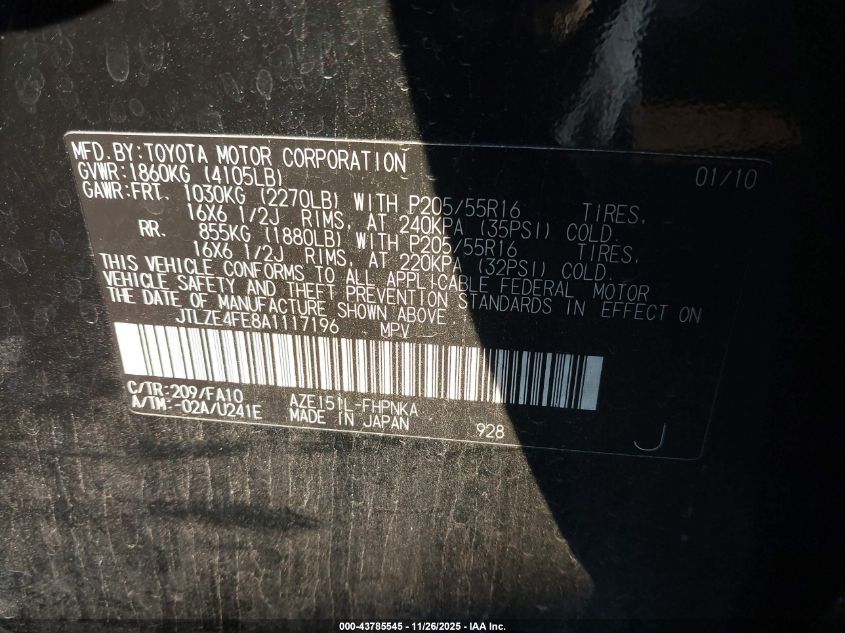 MFD.BY:TOYOTA MOTOR CORPORATION 01/10
GVWR:1860KG (4105LB)
GAWR:FRT. 1030KG (2270LB) WITH P205/55R16 TIRES,
16X6 1/2J RIMS, AT 240KPA (35PSI) COLD.
RR. 855KG (1880LB) WITH P205/55R16 TIRES,
16X6 1/2J RIMS, AT 220KPA (32PSI) COLD.
THIS VEHICLE CONFORMS TO ALL APPLICABLE FEDERAL MOTOR
VEHICLE SAFETY AND THEFT PREVENTION STANDARDS IN EFFECT ON
THE DATE OF MANUFACTURE SHOWN ABOVE.
JTLZE4FE8A1117196 MPV
C/TR:209/FA10 AZE151L-FHPNKA
A/TM:-02A/U241E MADE IN JAPAN 928
J
000-43785545 - 11/26/2025 - IAA Inc.